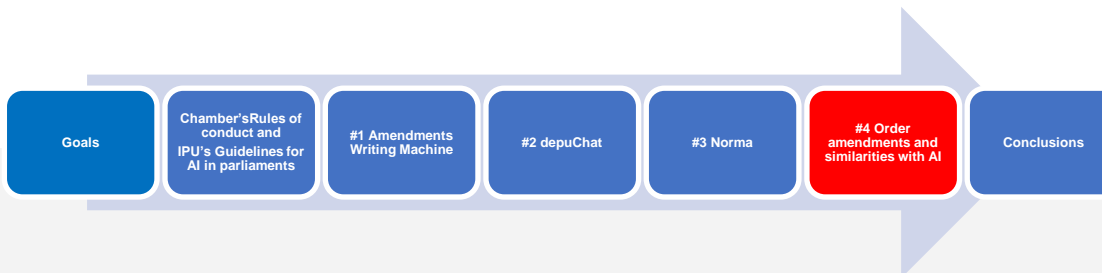 Goals
Chamber'sRules of
conduct and
IPU's Guidelines for
AI in parliaments
#1 Amendments
Writing Machine
#2 depuChat
#3 Norma
#4 Order
amendments and
similarities with AI
Conclusions